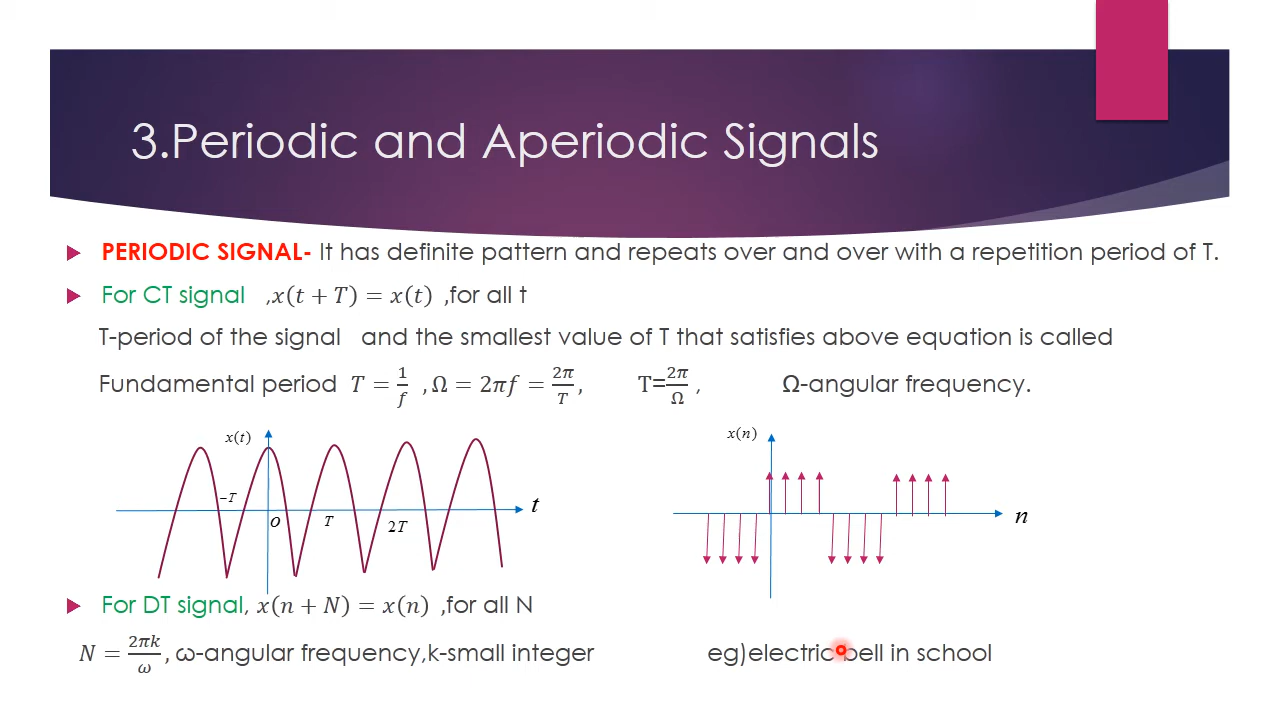 3.Periodic and Aperiodic Signals
PERIODIC SIGNAL- It has definite pattern and repeats over and over with a repetition period of T.
For CT signal ,x(t + T) = x(t) ,for all t
T-period of the signal and the smallest value of T that satisfies above equation is called
Fundamental period T = 1/f ,Ω = 2πf = 2π/T, T=2π/Ω , Ω-angular frequency.
x(t)
−T
O
T
2T
t
x(n)
n
For DT signal, x(n + N) = x(n) ,for all N
N = 2πk/ω, ω-angular frequency,k-small integer
eg)electric bell in school